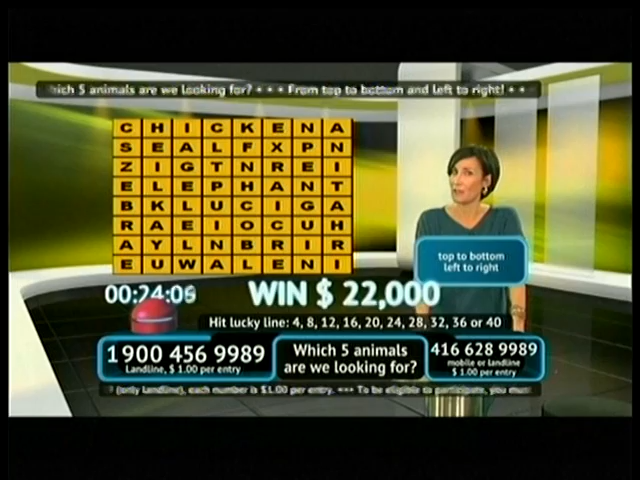 hich 5 animals are we looking for? * * * From top to bottom and left to right! * *
C H I C K E N A
S E A L F X P N
Z I G T N R E I
E L E P H A N T
B K L U C I G A
R A E I O C U H
A Y L N B R I R
E U W A L E N I
top to bottom
left to right
00:24:06
WIN $ 22,000
Hit lucky line: 4, 8, 12, 16, 20, 24, 28, 32, 36 or 40
1 900 456 9989
Landline, $ 1.00 per entry
Which 5 animals
are we looking for?
416 628 9989
mobile or landline
$ 1.00 per entry
(only landline), each number is $1.00 per entry. *** To be eligible to participate, you must